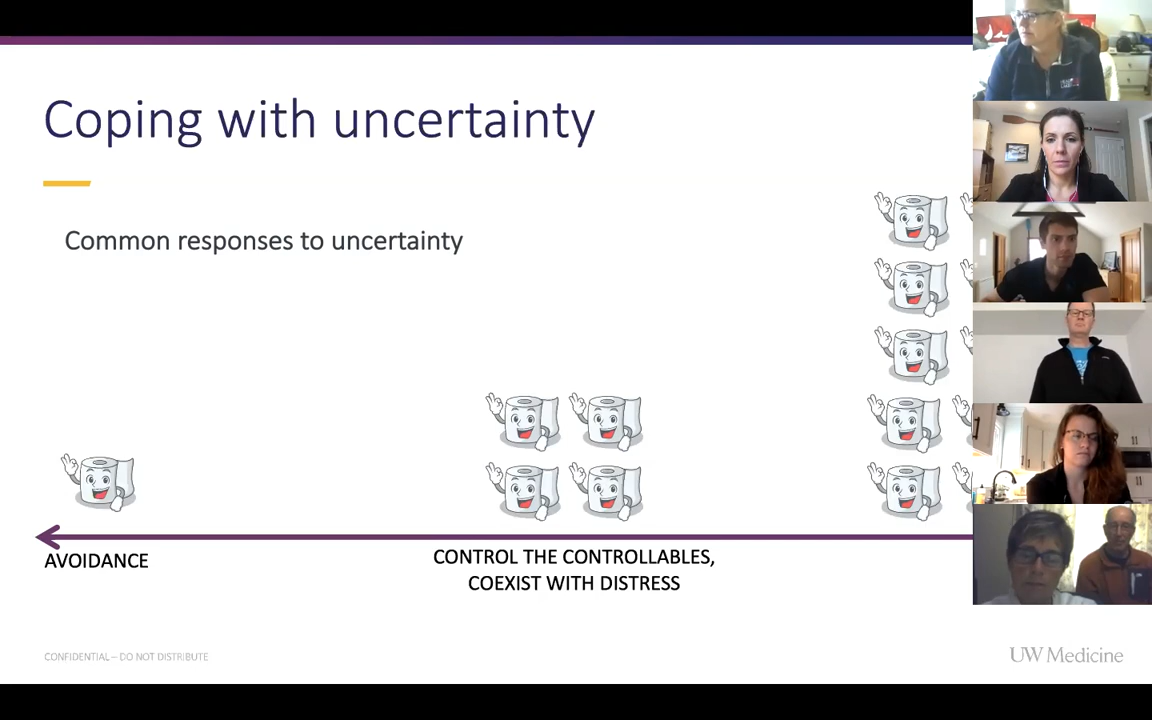 Coping with uncertainty
Common responses to uncertainty
AVOIDANCE
CONTROL THE CONTROLLABLES,
COEXIST WITH DISTRESS
CONFIDENTIAL – DO NOT DISTRIBUTE
UW Medicine